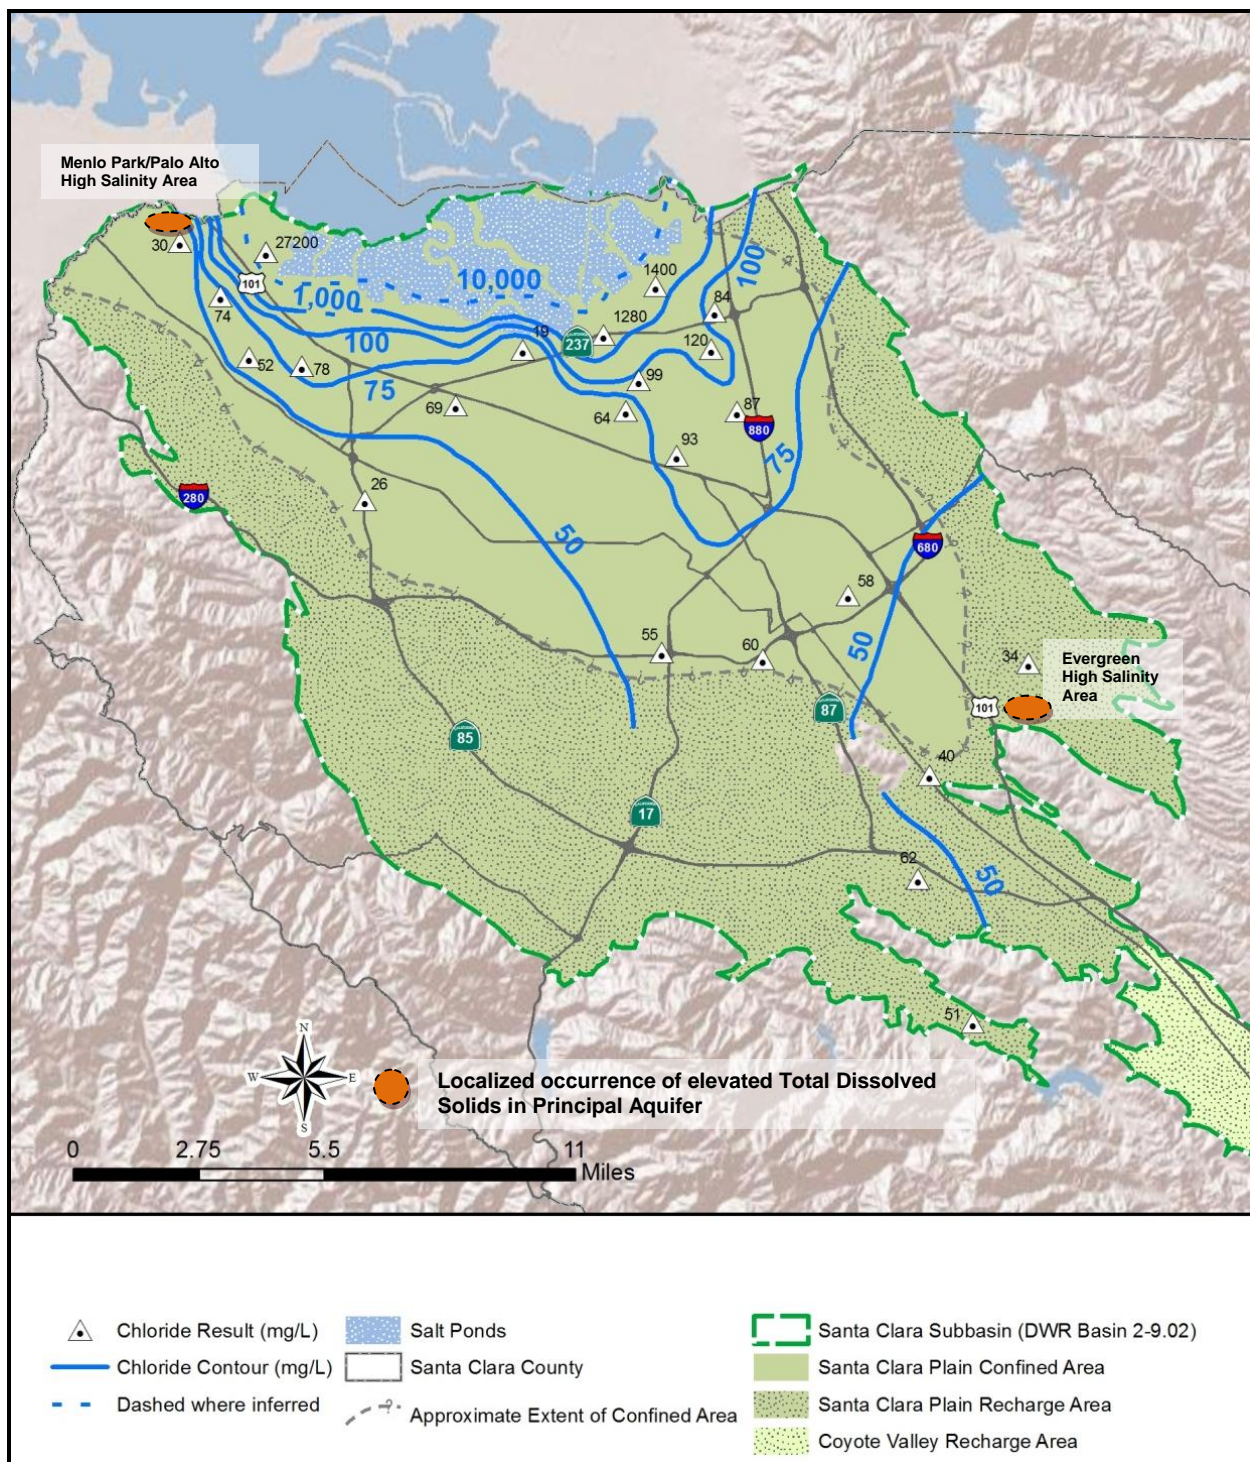 Menlo Park/Palo Alto
High Salinity Area
30
27200
101
10,000
1,000
1400
100
84
74
100
19
237
1280
120
52
78
75
99
69
64
87
880
93
75
280
26
50
680
58
55
60
50
34
Evergreen
High Salinity
Area
101
87
85
40
17
62
50
51
N
W
E
S
Localized occurrence of elevated Total Dissolved
Solids in Principal Aquifer
0
2.75
5.5
11
Miles
Chloride Result (mg/L)
Chloride Contour (mg/L)
Dashed where inferred
Salt Ponds
Santa Clara County
Approximate Extent of Confined Area
Santa Clara Subbasin (DWR Basin 2-9.02)
Santa Clara Plain Confined Area
Santa Clara Plain Recharge Area
Coyote Valley Recharge Area